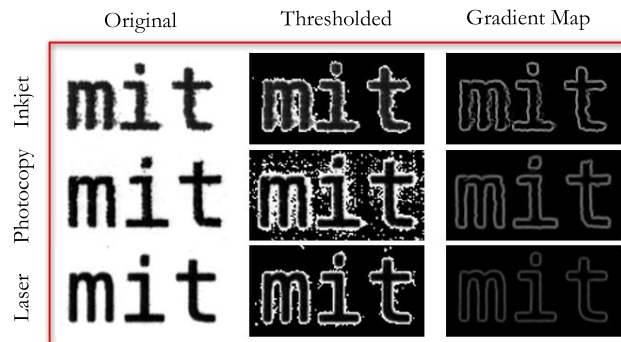 Original Thresholded Gradient Map
Inkjet mit mit mit
Photocopy mit mit mit
Laser mit mit mit